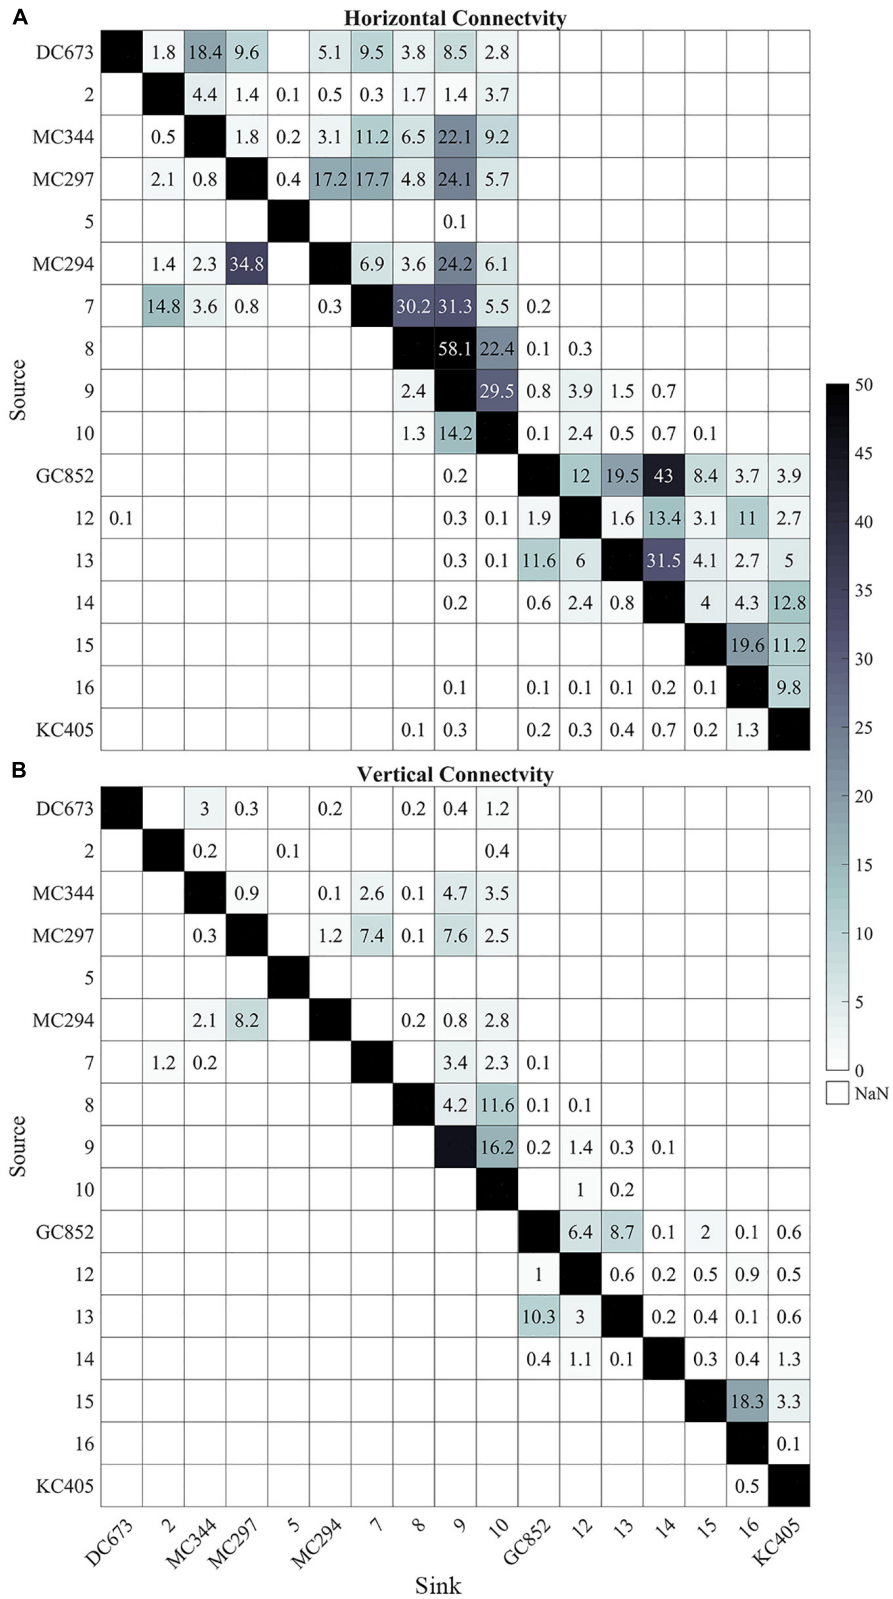 A
Horizontal Connectvity
DC673 1.8 18.4 9.6 5.1 9.5 3.8 8.5 2.8
2 4.4 1.4 0.1 0.5 0.3 1.7 1.4 3.7
MC344 0.5 1.8 0.2 3.1 11.2 6.5 22.1 9.2
MC297 2.1 0.8 0.4 17.2 17.7 4.8 24.1 5.7
5 0.1
MC294 1.4 2.3 34.8 6.9 3.6 24.2 6.1
7 14.8 3.6 0.8 0.3 30.2 31.3 5.5 0.2
8 58.1 22.4 0.1 0.3
9 2.4 29.5 0.8 3.9 1.5 0.7
10 1.3 14.2 0.1 2.4 0.5 0.7 0.1
GC852 0.2 12 19.5 43 8.4 3.7 3.9
12 0.1 0.3 0.1 1.9 1.6 13.4 3.1 11 2.7
13 0.3 0.1 11.6 6 31.5 4.1 2.7 5
14 0.2 0.6 2.4 0.8 4 4.3 12.8
15 19.6 11.2
16 0.1 0.1 0.1 0.1 0.2 0.1 9.8
KC405 0.1 0.3 0.2 0.3 0.4 0.7 0.2 1.3
Source
B
Vertical Connectvity
DC673 3 0.3 0.2 0.2 0.4 1.2
2 0.2 0.1 0.4
MC344 0.9 0.1 2.6 0.1 4.7 3.5
MC297 0.3 1.2 7.4 0.1 7.6 2.5
5
MC294 2.1 8.2 0.2 0.8 2.8
7 1.2 0.2 3.4 2.3 0.1
8 4.2 11.6 0.1 0.1
9 16.2 0.2 1.4 0.3 0.1
10 1 0.2
GC852 6.4 8.7 0.1 2 0.1 0.6
12 1 0.6 0.2 0.5 0.9 0.5
13 10.3 3 0.2 0.4 0.1 0.6
14 0.4 1.1 0.1 0.3 0.4 1.3
15 18.3 3.3
16 0.1
KC405 0.5
Source
DC673 2 MC344 MC297 5 MC294 7 8 9 10 GC852 12 13 14 15 16 KC405
Sink
50
45
40
35
30
25
20
15
10
5
0
NaN